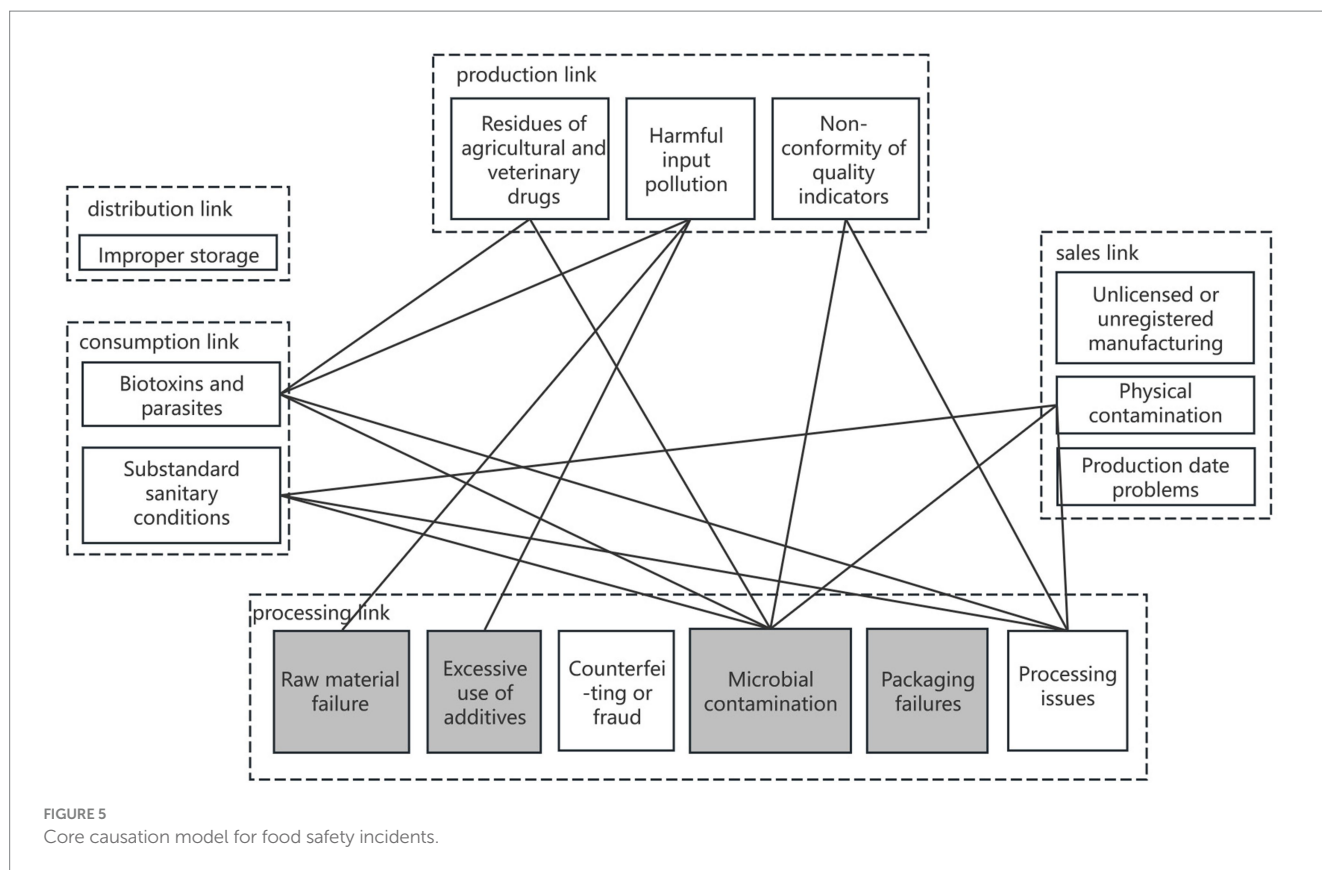 production link
Residues of
agricultural and
veterinary
drugs
Harmful
input
pollution
Non-
conformity of
quality
indicators
distribution link
Improper storage
consumption link
Biotoxins and
parasites
Substandard
sanitary
conditions
sales link
Unlicensed or
unregistered
manufacturing
Physical
contamination
Production date
problems
processing link
Raw material
failure
Excessive
use of
additives
Counterfei
-ting or
fraud
Microbial
contamination
Packaging
failures
Processing
issues
FIGURE 5
Core causation model for food safety incidents.